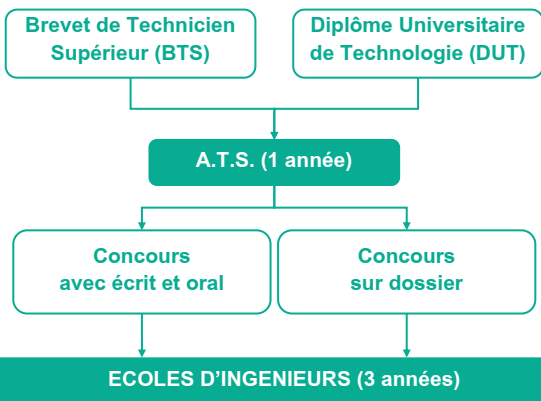 Brevet de Technicien
Supérieur (BTS)
Diplôme Universitaire
de Technologie (DUT)
A.T.S. (1 année)
Concours
avec écrit et oral
Concours
sur dossier
ECOLES D'INGENIEURS (3 années)